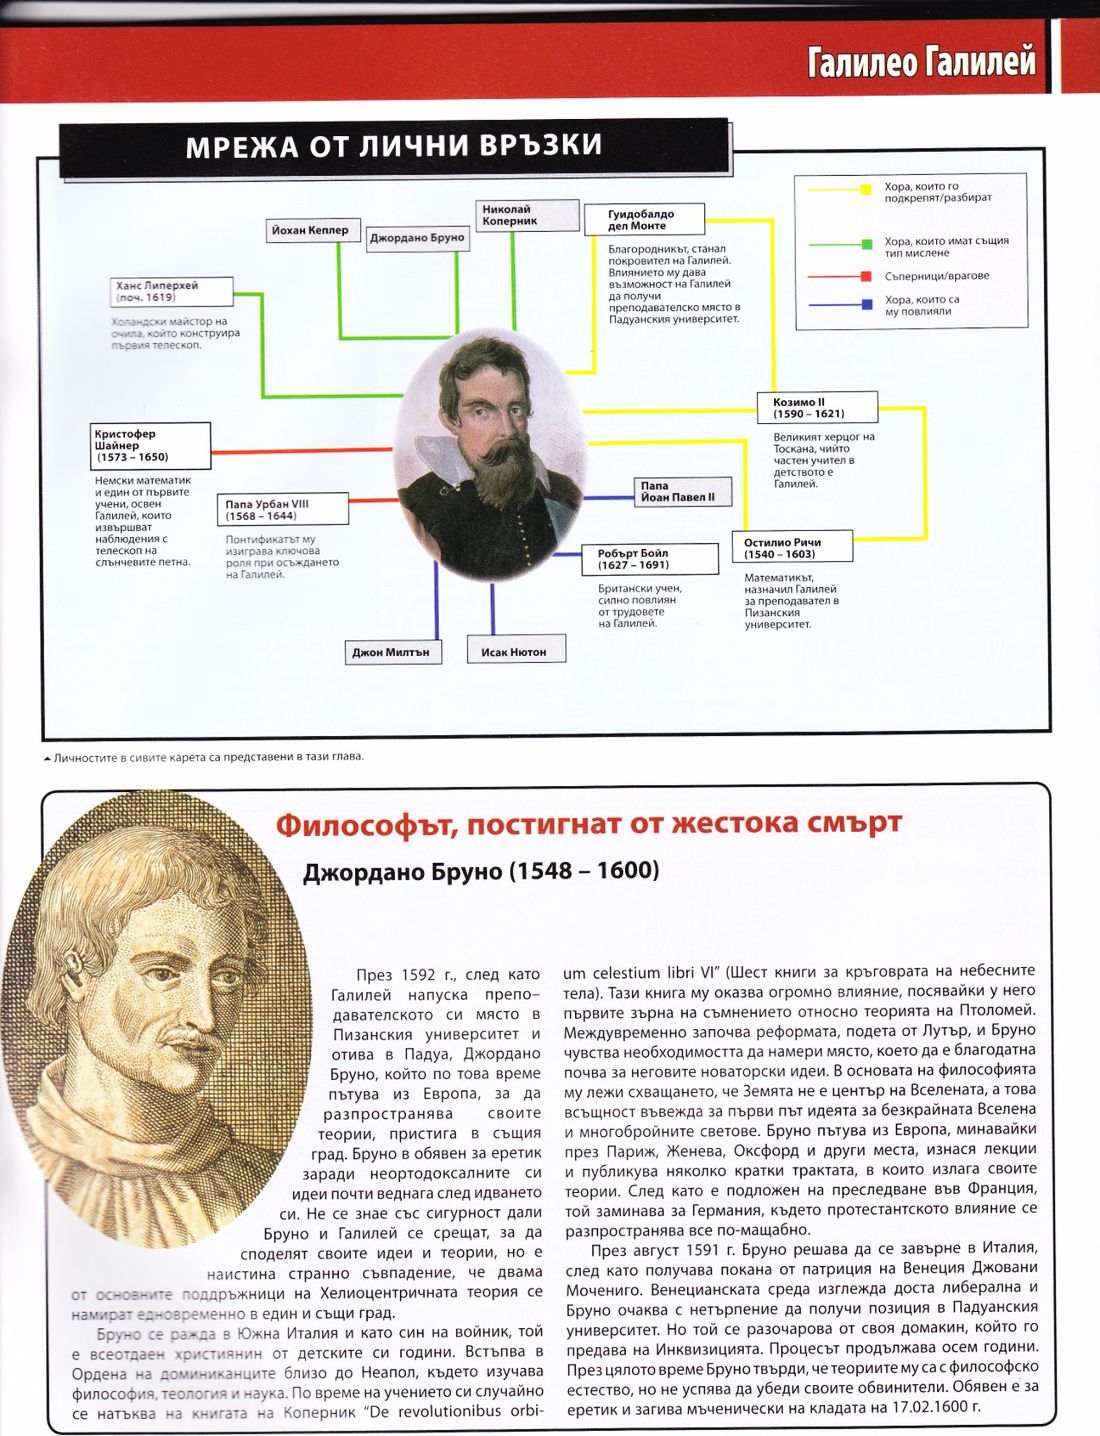 Галилео Галилей
МРЕЖА ОТ ЛИЧНИ ВРЪЗКИ
Хора, които го
подкрепят/разбират
Хора, които имат същия
тип мислене
Съперници/врагове
Хора, които са
му повлияли
Йохан Кеплер
Джордано Бруно
Николай
Коперник
Гуидобалдо
дел Монте
Благородникът, станал
покровител на Галилей.
Влиянието му дава
възможност на Галилей
да получи
преподавателско място в
Падуанския университет.
Ханс Липерхей
(поч. 1619)
Холандски майстор на
очила, който конструира
първия телескоп.
Козимо II
(1590 – 1621)
Великият херцог на
Тоскана, чийто
частен учител в
детството е
Галилей.
Кристофер
Шайнер
(1573 – 1650)
Немски математик
и един от първите
учени, освен
Галилей, които
извършват
наблюдения с
телескоп на
слънчевите петна.
Папа Урбан VIII
(1568 – 1644)
Понтификатът му
изиграва ключова
роля при осъждането
на Галилей.
Папа
Йоан Павел II
Робърт Бойл
(1627 – 1691)
Британски учен,
силно повлиян
от трудовете
на Галилей.
Остилио Ричи
(1540 – 1603)
Математикът,
назначил Галилей
за преподавател в
Пизанския
университет.
Джон Милтън
Исак Нютон
Личностите в сивите карета са представени в тази глава.
Философът, постигнат от жестока смърт
Джордано Бруно (1548 – 1600)
През 1592 г., след като
Галилей напуска препо–
давателското си място в
Пизанския университет и
отива в Падуа, Джордано
Бруно, който по това време
пътува из Европа, за да
разпространява своите
теории, пристига в същия
град. Бруно в обявен за еретик
заради неортодоксалните си
идеи почти веднага след идването
си. Не се знае със сигурност дали
Бруно и Галилей се срещат, за да
споделят своите идеи и теории, но е
наистина странно съвпадение, че двама
от основните поддръжници на Хелиоцентричната теория се
намират едновременно в един и същи град.
Бруно се ражда в Южна Италия и като син на войник, той
е всеотдаен християнин от детските си години. Встъпва в
Ордена на доминиканците близо до Неапол, където изучава
философия, теология и наука. По време на учението си случайно
се натъква на книгата на Коперник “De revolutionibus orbi-
um celestium libri VI” (Шест книги за кръговрата на небесните
тела). Тази книга му оказва огромно влияние, посявайки у него
първите зърна на съмнението относно теорията на Птоломей.
Междувременно започва реформата, подета от Лутър, и Бруно
чувства необходимостта да намери място, което да е благодатна
почва за неговите новаторски идеи. В основата на философията
му лежи схващането, че Земята не е център на Вселената, а това
всъщност въвежда за първи път идеята за безкрайната Вселена
и многобройните светове. Бруно пътува из Европа, минавайки
през Париж, Женева, Оксфорд и други места, изнася лекции
и публикува няколко кратки трактата, в които излага своите
теории. След като е подложен на преследване във Франция,
той заминава за Германия, където протестантското влияние се
разпространява все по-мащабно.
През август 1591 г. Бруно решава да се завърне в Италия,
след като получава покана от патриция на Венеция Джовани
Мочениго. Венецианската среда изглежда доста либерална и
Бруно очаква с нетърпение да получи позиция в Падуанския
университет. Но той се разочарова от своя домакин, който го
предава на Инквизицията. Процесът продължава осем години.
През цялото време Бруно твърди, че теориите му са с философско
естество, но не успява да убеди своите обвинители. Обявен е за
еретик и загива мъченически на кладата на 17.02.1600 г.